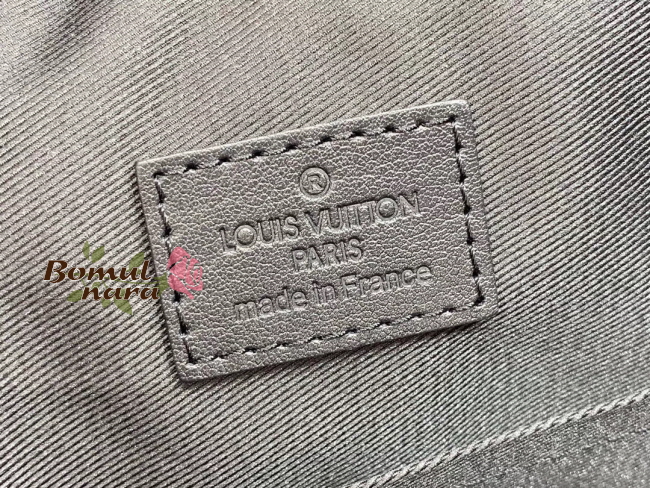 ®
LOUIS VUITTON
PARIS
made in France
Bomul
nara